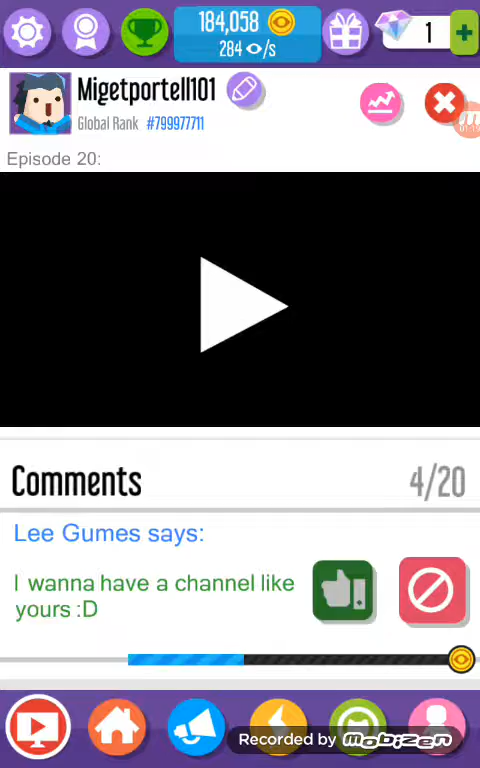 184,058
284 /s
1
Migetportell101
Global Rank #799977711
Episode 20:
Comments 4/20
Lee Gumes says:
I wanna have a channel like
yours :D
Recorded by mobizen